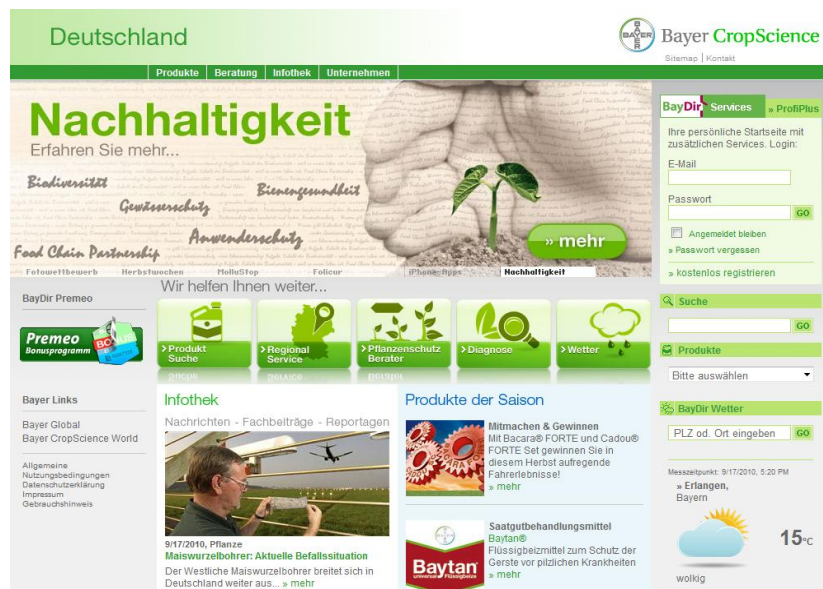 Deutschland
BAYER
Bayer CropScience
Sitemap | Kontakt
Produkte | Beratung | Infothek | Unternehmen
Nachhaltigkeit
Erfahren Sie mehr...
Biodiversität
Bienengesundheit
Gewässerschutz
Anwenderschutz
Food Chain Partnership
» mehr
Fotowettbewerb Herbstwochen MolluStop Folicur iPhone Apps Nachhaltigkeit
BayDir Services » ProfiPlus
Ihre persönliche Startseite mit
zusätzlichen Services. Login:
E-Mail
Passwort
GO
Angemeldet bleiben
» Passwort vergessen
» kostenlos registrieren
Suche
GO
Produkte
Bitte auswählen
BayDir Wetter
PLZ od. Ort eingeben GO
Messzeitpunkt: 9/17/2010, 5:20 PM
» Erlangen,
Bayern
15°C
wolkig
BayDir Premeo
Premeo
Bonusprogramm
Bayer Links
Bayer Global
Bayer CropScience World
Allgemeine
Nutzungsbedingungen
Datenschutzerklärung
Impressum
Gebrauchshinweis
Wir helfen Ihnen weiter...
Produkt
Suche
Regional
Service
Pflanzenschutz
Berater
Diagnose
Wetter
Infothek
Nachrichten - Fachbeiträge - Reportagen
9/17/2010, Pflanze
Maiswurzelbohrer: Aktuelle Befallssituation
Der Westliche Maiswurzelbohrer breitet sich in
Deutschland weiter aus... » mehr
Produkte der Saison
Mitmachen & Gewinnen
Mit Bacara® FORTE und Cadou®
FORTE Set gewinnen Sie in
diesem Herbst aufregende
Fahrerlebnisse!
» mehr
Saatgutbehandlungsmittel
Baytan®
Flüssigbeizmittel zum Schutz der
Gerste vor pilzlichen Krankheiten
» mehr
Baytan
universal Flüssigbeize